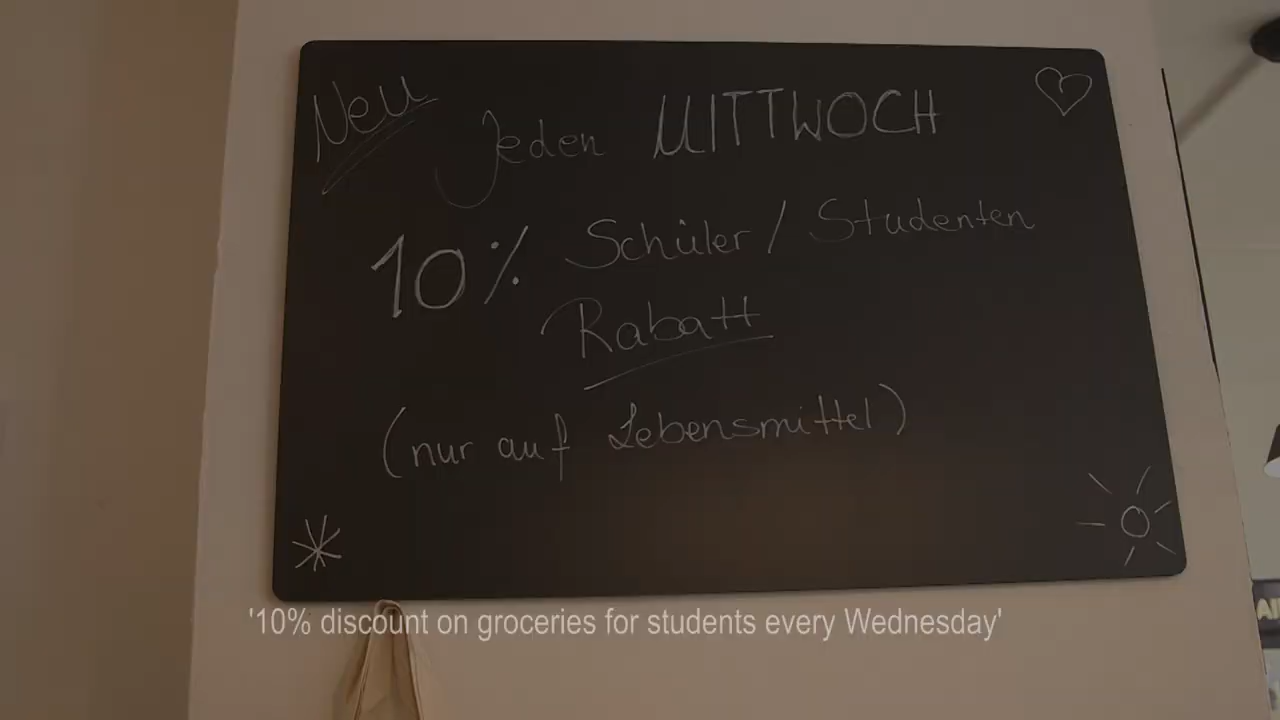 Neu
Jeden MITTWOCH
10% Schüler / Studenten
Rabatt
(nur auf Lebensmittel)
'10% discount on groceries for students every Wednesday'